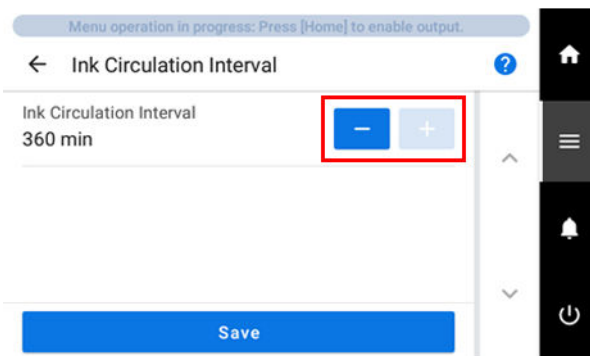 Menu operation in progress: Press [Home] to enable output.
Ink Circulation Interval
Ink Circulation Interval
360 min
Save